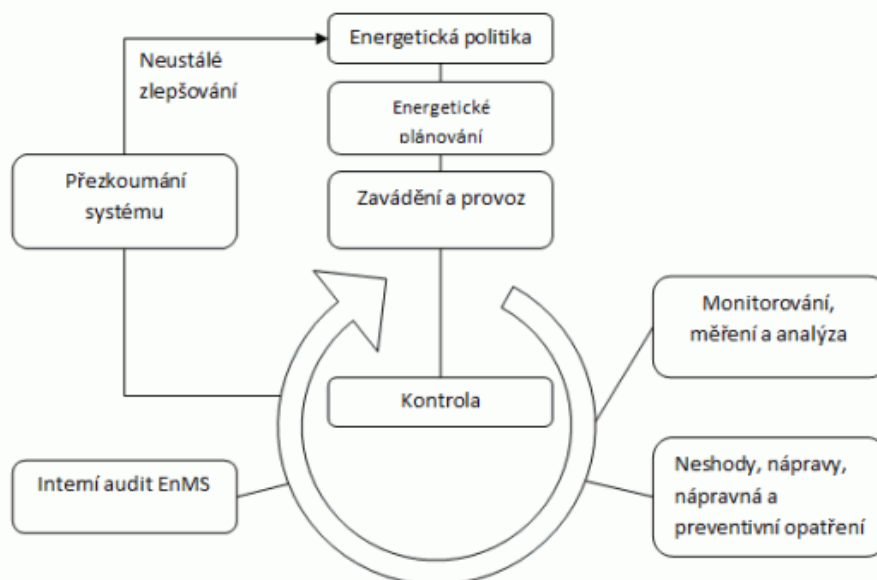 Energetická politika
Neustálé
zlepšování
Energetické
plánování
Přezkoumání
systému
Zavádění a provoz
Monitorování,
měření a analýza
Kontrola
Interní audit EnMS
Neshody, nápravy,
nápravná a
preventivní opatření